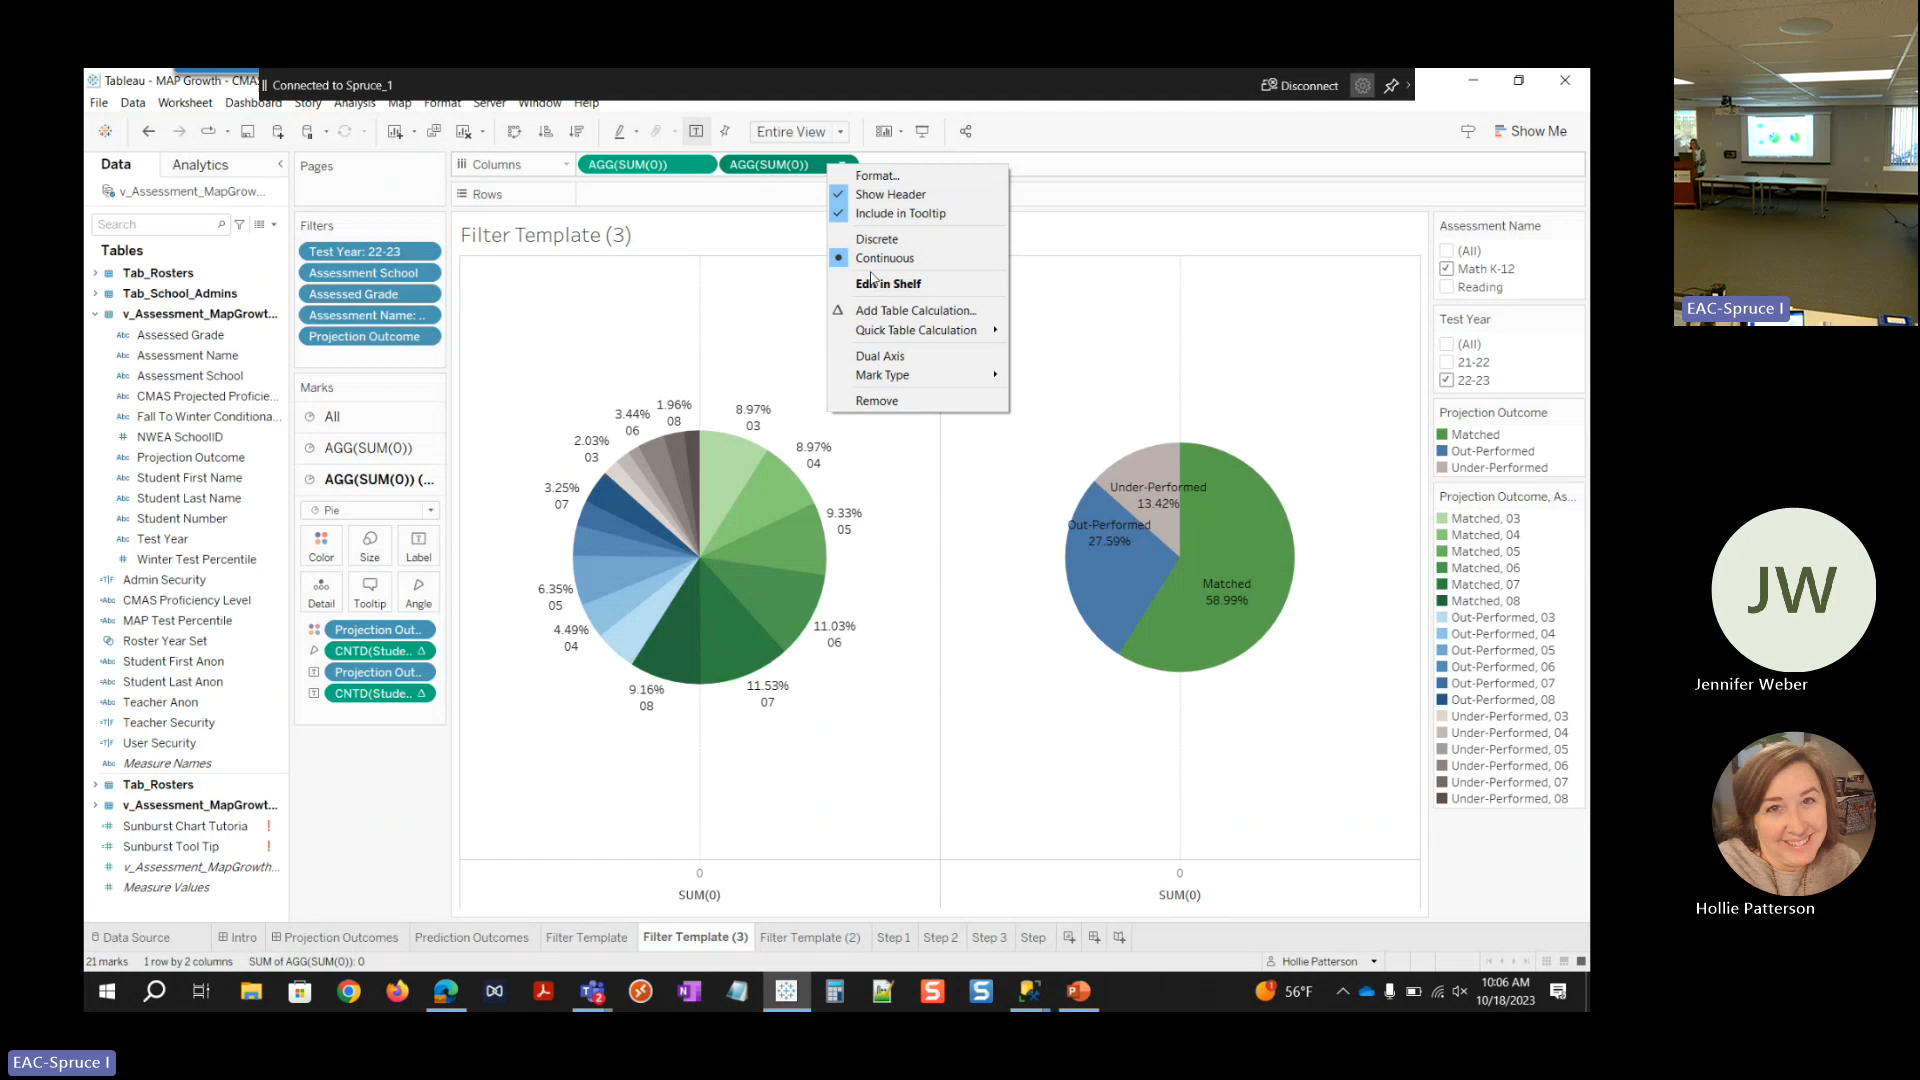 Tableau - MAP Growth - CMA
|| Connected to Spruce_1
Disconnect
File Data Worksheet Dashboard Story Analysis Map Format Server Window Help
Entire View
Show Me
Data Analytics
v_Assessment_MapGrow...
Search
Tables
Tab_Rosters
Tab_School_Admins
v_Assessment_MapGrowt...
Abc Assessed Grade
Abc Assessment Name
Abc Assessment School
Abc CMAS Projected Proficie...
Abc Fall To Winter Conditiona...
# NWEA SchoolID
Abc Projection Outcome
Abc Student First Name
Abc Student Last Name
Abc Student Number
Abc Test Year
# Winter Test Percentile
=T|F Admin Security
=Abc CMAS Proficiency Level
=Abc MAP Test Percentile
Roster Year Set
=Abc Student First Anon
=Abc Student Last Anon
=Abc Teacher Anon
=T|F Teacher Security
=T|F User Security
Abc Measure Names
Tab_Rosters
v_Assessment_MapGrowt...
=# Sunburst Chart Tutoria !
=# Sunburst Tool Tip !
# v_Assessment_MapGrowth...
# Measure Values
Pages
Filters
Test Year: 22-23
Assessment School
Assessed Grade
Assessment Name: ..
Projection Outcome
Marks
All
AGG(SUM(0))
AGG(SUM(0)) (...
Pie
Color Size Label
Detail Tooltip Angle
Projection Out..
CNTD(Stude.. Δ
Projection Out..
CNTD(Stude.. Δ
Columns
AGG(SUM(0))
AGG(SUM(0))
Rows
Filter Template (3)
Format...
Show Header
Include in Tooltip
Discrete
Continuous
Edit in Shelf
Add Table Calculation...
Quick Table Calculation
Dual Axis
Mark Type
Remove
8.97%
03
8.97%
04
9.33%
05
11.03%
06
11.53%
07
9.16%
08
4.49%
04
6.35%
05
3.25%
07
2.03%
03
3.44%
06
1.96%
08
Under-Performed
13.42%
Out-Performed
27.59%
Matched
58.99%
0
SUM(0)
0
SUM(0)
Assessment Name
(All)
Math K-12
Reading
Test Year
(All)
21-22
22-23
Projection Outcome
Matched
Out-Performed
Under-Performed
Projection Outcome, As...
Matched, 03
Matched, 04
Matched, 05
Matched, 06
Matched, 07
Matched, 08
Out-Performed, 03
Out-Performed, 04
Out-Performed, 05
Out-Performed, 06
Out-Performed, 07
Out-Performed, 08
Under-Performed, 03
Under-Performed, 04
Under-Performed, 05
Under-Performed, 06
Under-Performed, 07
Under-Performed, 08
Data Source Intro Projection Outcomes Prediction Outcomes Filter Template Filter Template (3) Filter Template (2) Step 1 Step 2 Step 3 Step
21 marks 1 row by 2 columns SUM of AGG(SUM(0)): 0
Hollie Patterson
56°F
10:06 AM
10/18/2023
EAC-Spruce I
JW
Jennifer Weber
Hollie Patterson
EAC-Spruce I